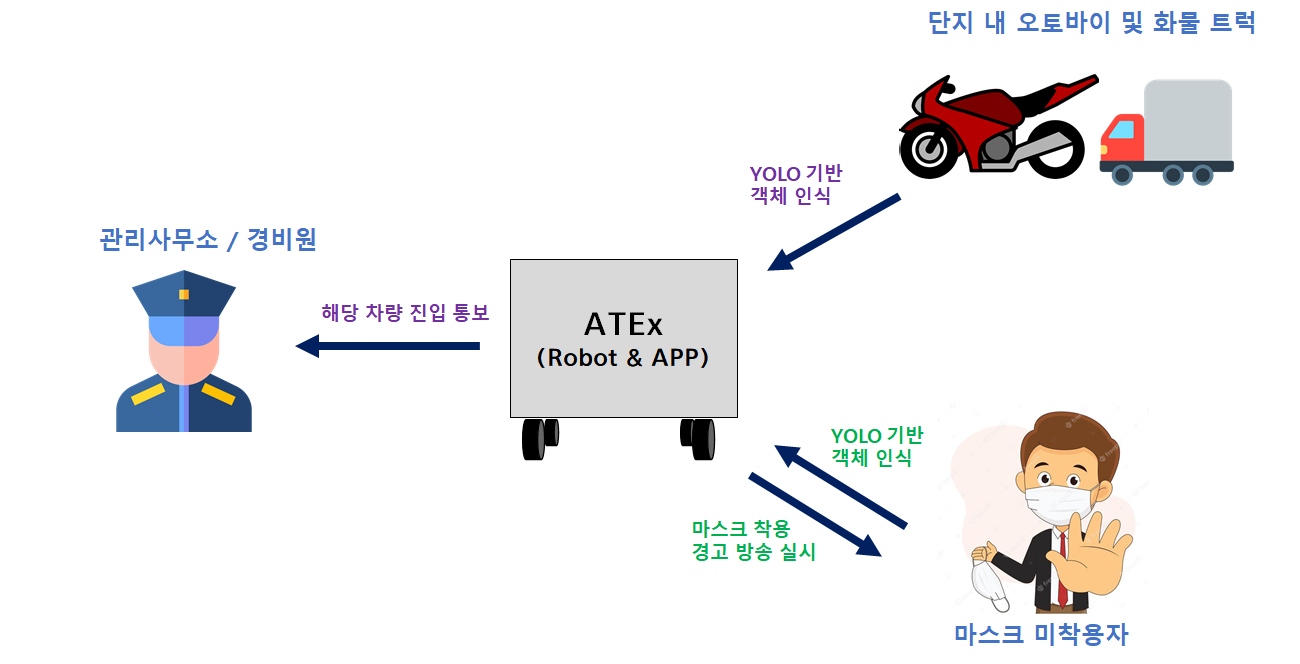 단지 내 오토바이 및 화물 트럭
YOLO 기반
객체 인식
관리사무소 / 경비원
해당 차량 진입 통보
ATEx
(Robot & APP)
YOLO 기반
객체 인식
마스크 착용
경고 방송 실시
마스크 미착용자